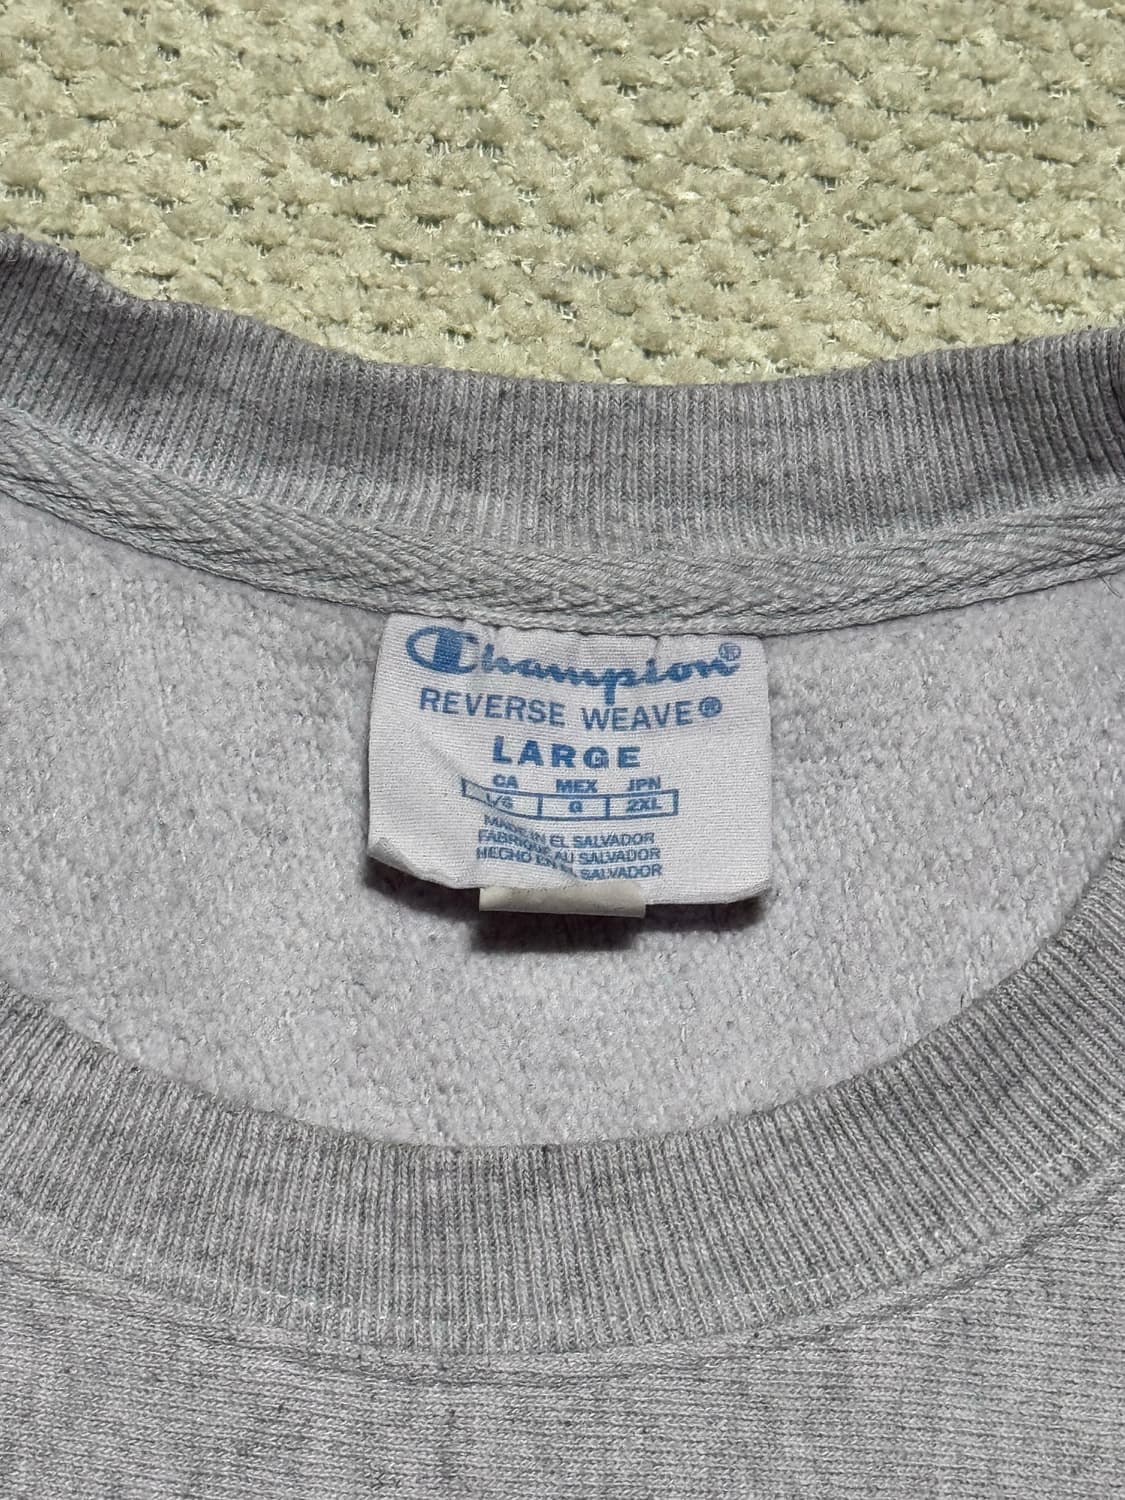 Champion®
REVERSE WEAVE®
LARGE
CA MEX JPN
L/G G 2XL
MADE IN EL SALVADOR
FABRIQUE AU SALVADOR
HECHO EN EL SALVADOR